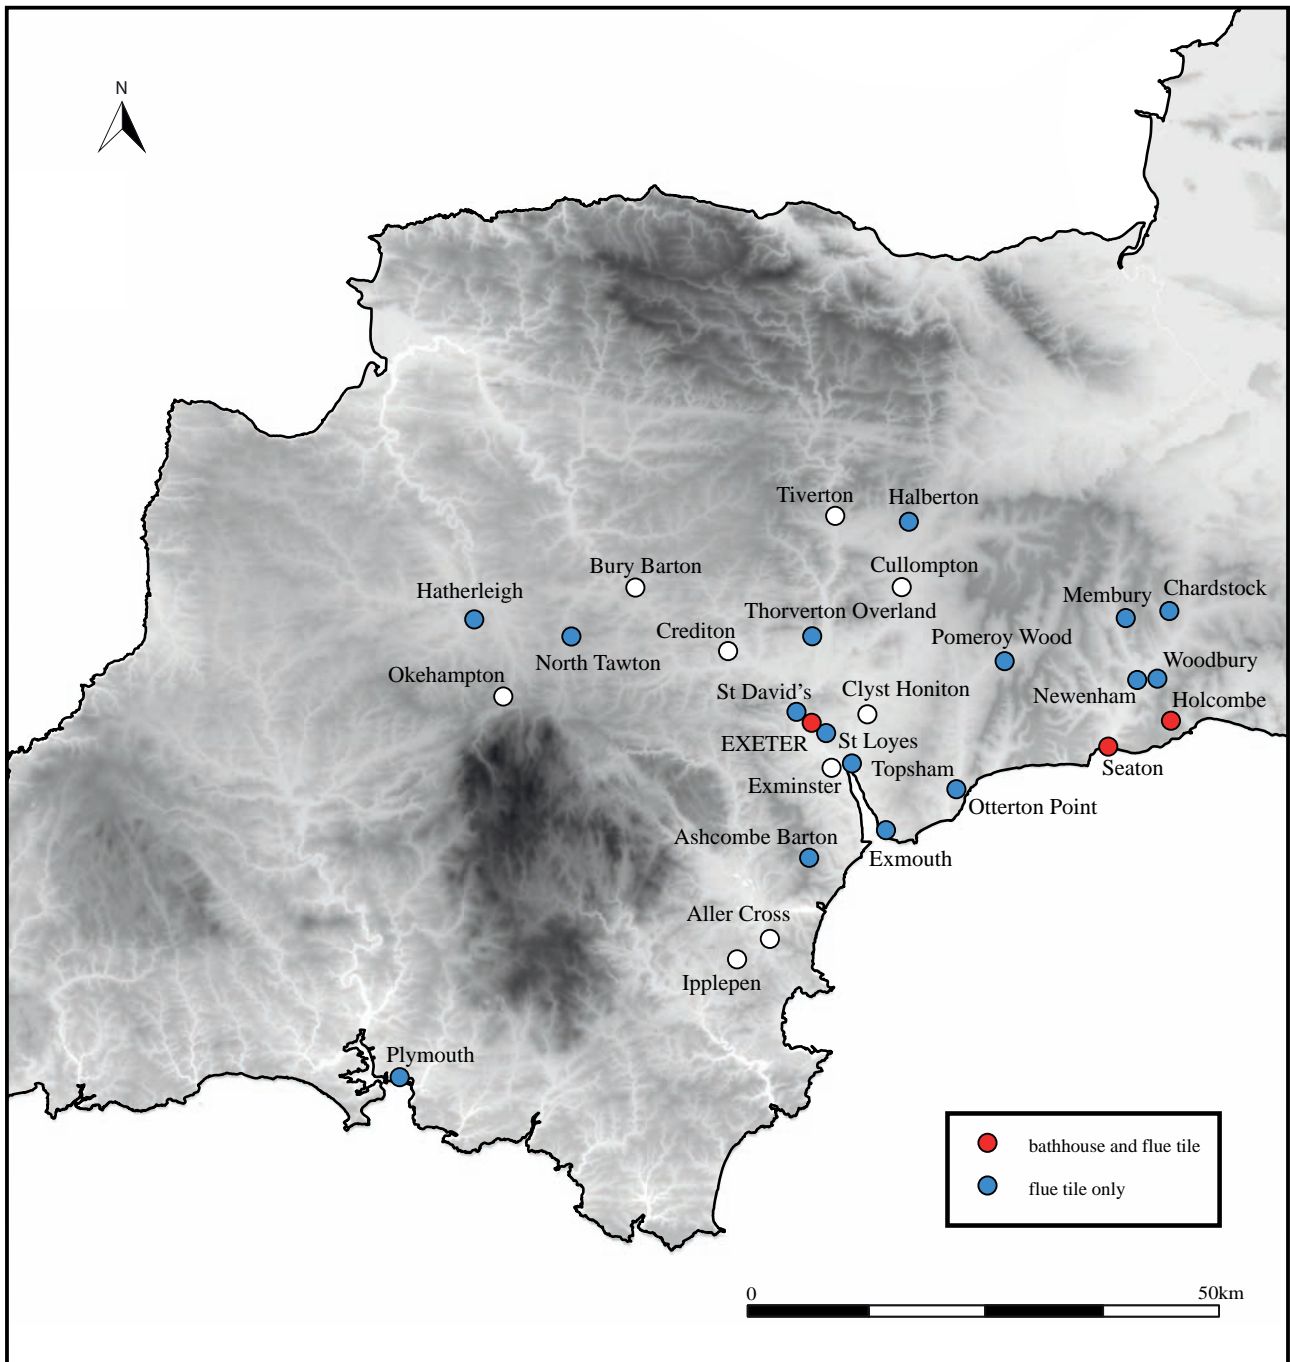 N
Tiverton
Halberton
Bury Barton
Cullompton
Hatherleigh
Membury
Chardstock
Thorverton Overland
Crediton
Pomeroy Wood
North Tawton
Okehampton
Woodbury
St David's
Clyst Honiton
Newenham
Holcombe
EXETER
St Loyes
Topsham
Seaton
Exminster
Otterton Point
Ashcombe Barton
Exmouth
Aller Cross
Ipplepen
Plymouth
bathhouse and flue tile
flue tile only
0
50km